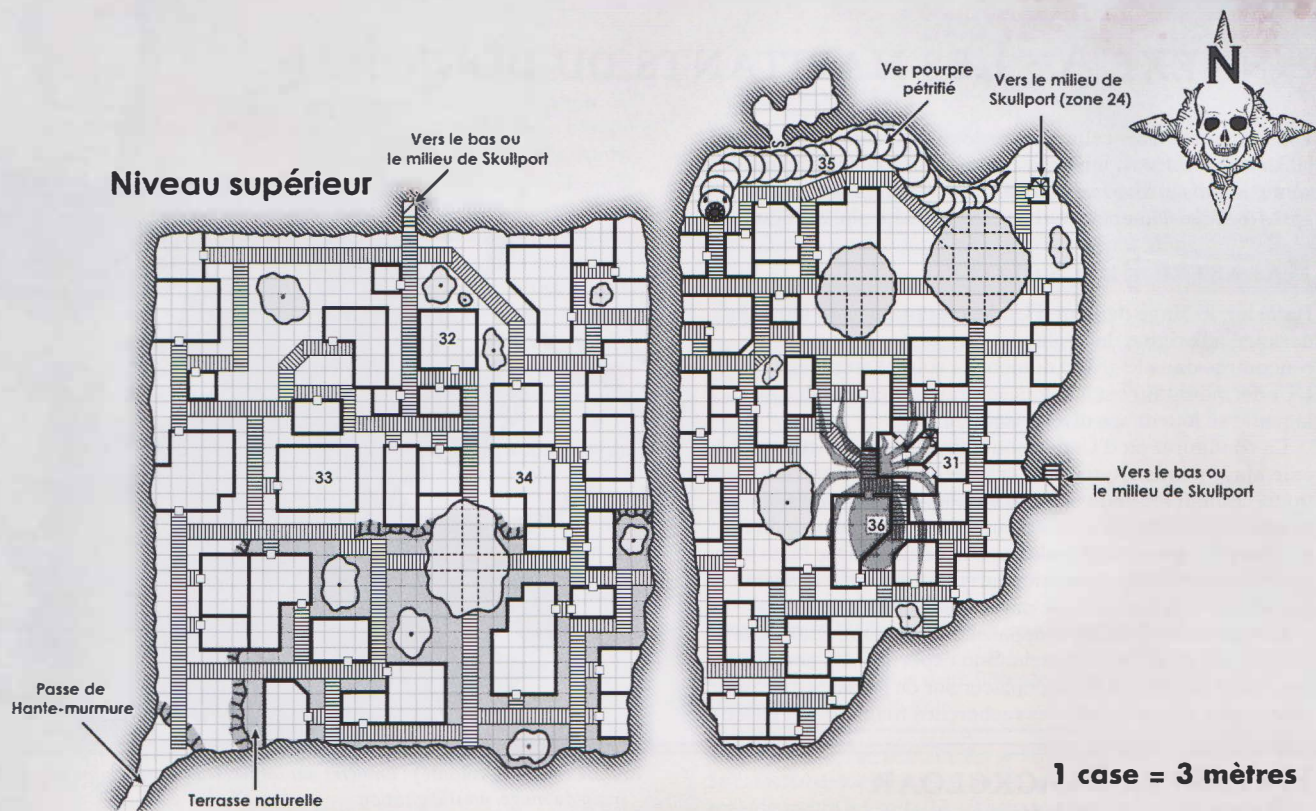 N
Ver pourpre
pétrifié
Vers le milieu de
Skullport (zone 24)
Vers le bas ou
le milieu de Skullport
Niveau supérieur
35
32
33
34
31
36
Vers le bas ou
le milieu de Skullport
Passe de
Hante-murmure
Terrasse naturelle
1 case = 3 mètres
S